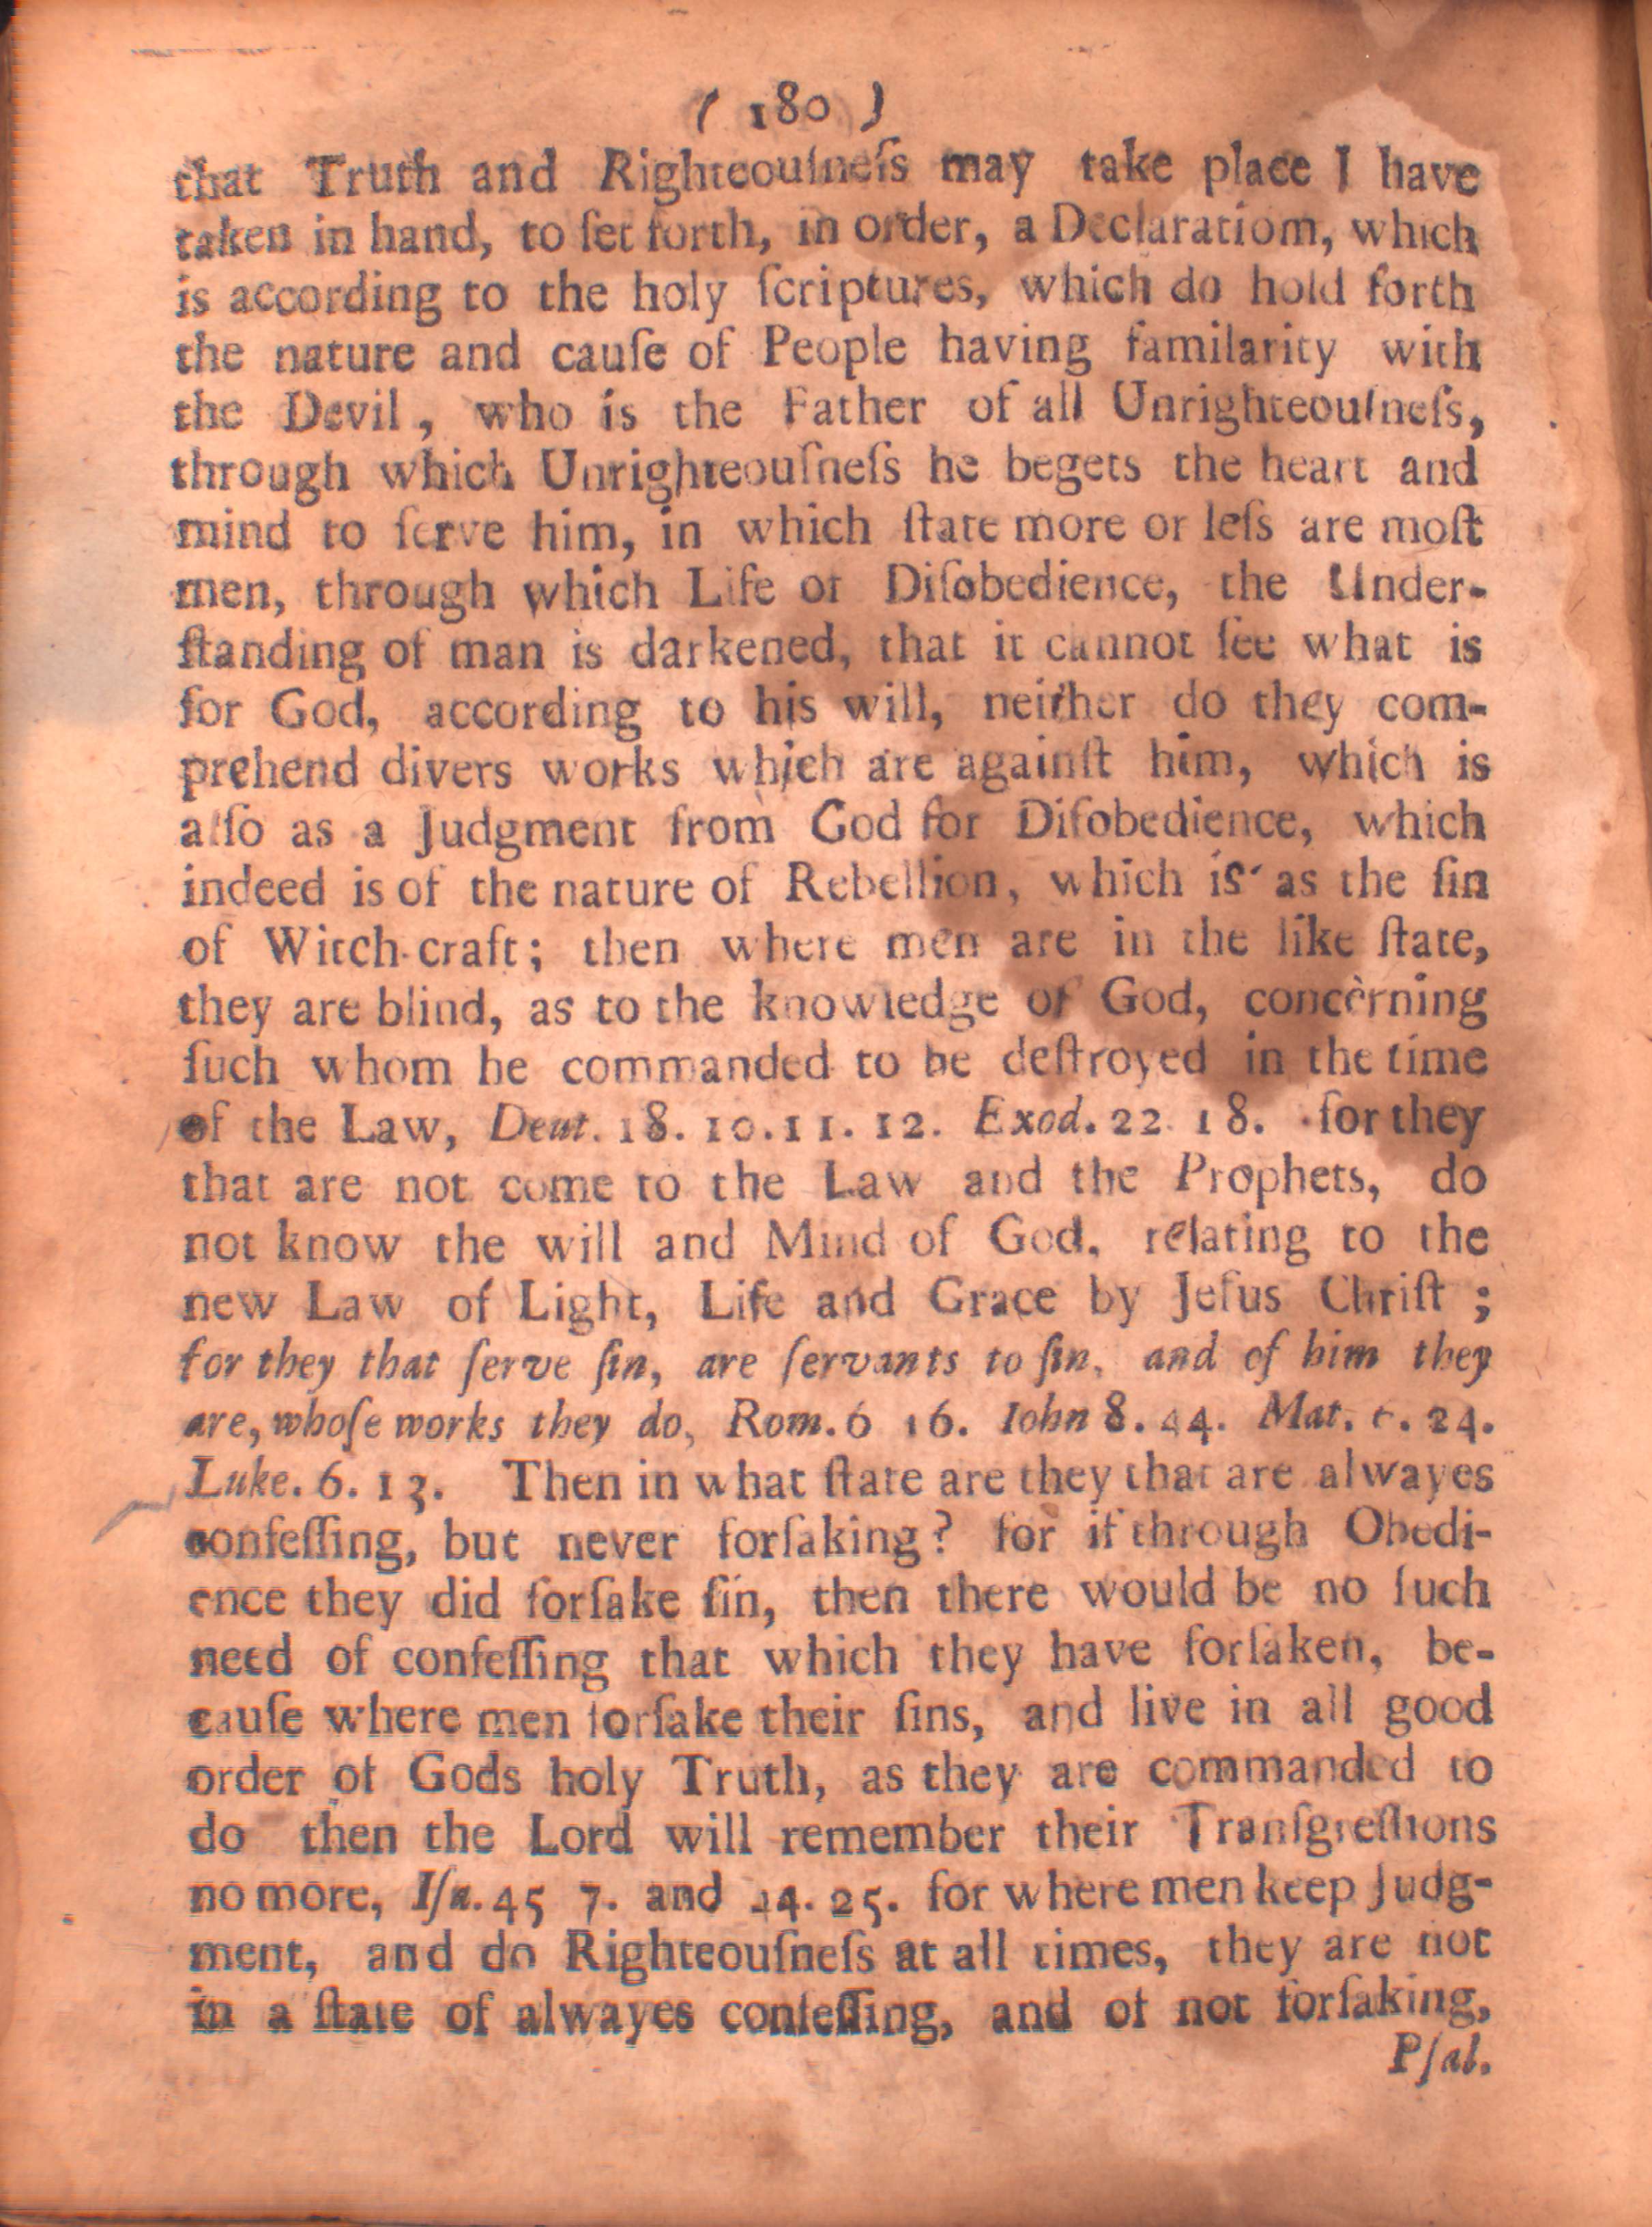 ( 180 )
that Truth and Righteouſneſs may take place I have
taken in hand, to ſet forth, in order, a Declaratiom, which
is according to the holy ſcriptures, which do hold forth
the nature and cauſe of People having familarity with
the Devil, who is the Father of all Unrighteouſneſs,
through which Unrighteouſneſs he begets the heart and
mind to ſerve him, in which ſtate more or leſs are moſt
men, through which Life of Diſobedience, the Under-
ſtanding of man is darkened, that it cannot ſee what is
for God, according to his will, neither do they com-
prehend divers works which are againſt him, which is
alſo as a Judgment from God for Diſobedience, which
indeed is of the nature of Rebellion, which is as the ſin
of Witch-craft; then where men are in the like ſtate,
they are blind, as to the knowledge of God, concerning
ſuch whom he commanded to be deſtroyed in the time
of the Law, Deut. 18. 10. 11. 12. Exod. 22 18. for they
that are not come to the Law and the Prophets, do
not know the will and Mind of God, relating to the
new Law of Light, Life and Grace by Jeſus Chriſt ;
for they that ſerve ſin, are ſervants to ſin, and of him they
are, whoſe works they do, Rom. 6 16. Iohn 8. 44. Mat. 24.
Luke. 6. 13. Then in what ſtate are they that are alwayes
confeſſing, but never forſaking? for if through Obedi-
ence they did forſake ſin, then there would be no ſuch
need of confeſſing that which they have forſaken, be-
cauſe where men forſake their ſins, and live in all good
order of Gods holy Truth, as they are commanded to
do then the Lord will remember their Tranſgreſſions
no more, Iſa. 45 7. and 44. 25. for where men keep Judg-
ment, and do Righteouſneſs at all times, they are not
in a ſtate of alwayes confeſſing, and of not forſaking,
Pſal.